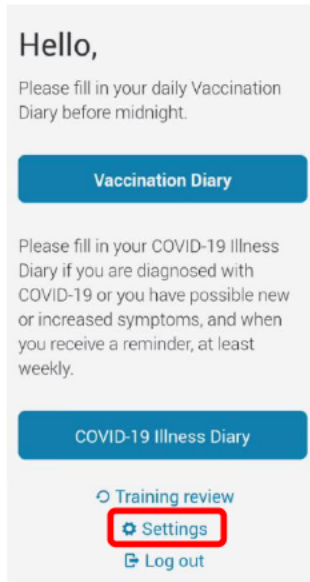 Hello,
Please fill in your daily Vaccination
Diary before midnight.
Vaccination Diary
Please fill in your COVID-19 Illness
Diary if you are diagnosed with
COVID-19 or you have possible new
or increased symptoms, and when
you receive a reminder, at least
weekly.
COVID-19 Illness Diary
Training review
Settings
Log out